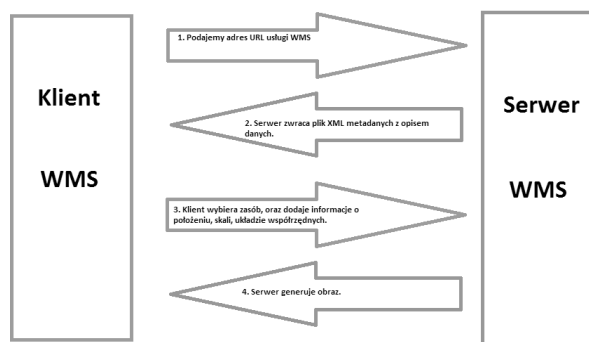 Klient
WMS
1. Podajemy adres URL usługi WMS
2. Serwer zwraca plik XML metadanych z opisem
danych.
3. Klient wybiera zasób, oraz dodaje informacje o
położeniu, skali, układzie współrzędnych.
4. Serwer generuje obraz.
Serwer
WMS